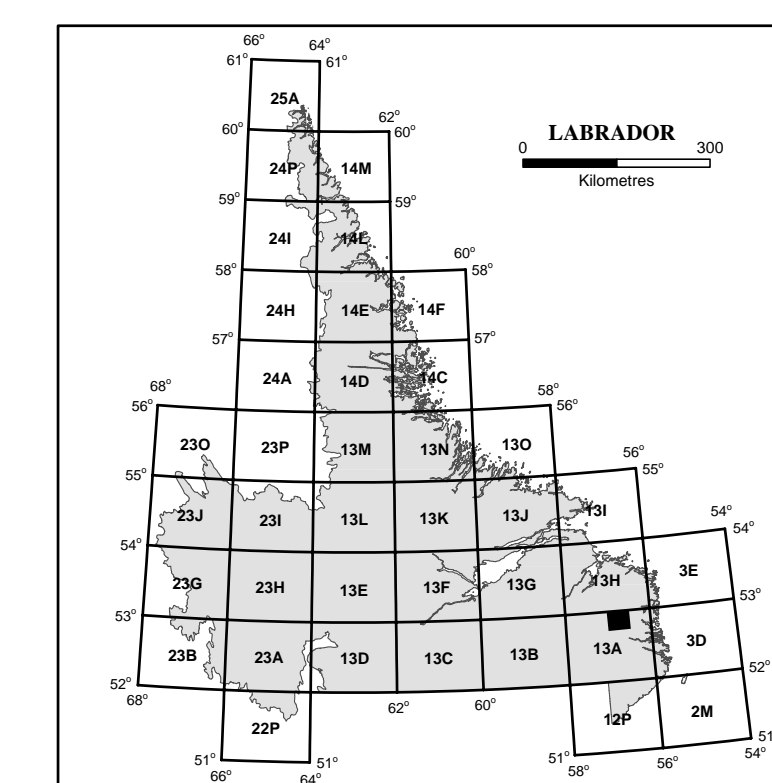 66° 64°
61° 61°
25A
62°
60° 60°
LABRADOR
0 300
Kilometres
24P 14M
59° 59°
24I 14L
60°
58° 58°
24H 14E 14F
57° 57°
24A 14D 14C
68° 58°
56° 56°
23O 23P 13M 13N 13O
56°
55° 55°
23J 23I 13L 13K 13J 13I
54°
54° 54°
23G 23H 13E 13F 13G 13H 3E
53° 53°
23B 23A 13D 13C 13B 13A 3D
52° 52°
68° 62° 60°
22P 12P 2M
51° 51° 51° 51
66° 64° 58° 56° 54°